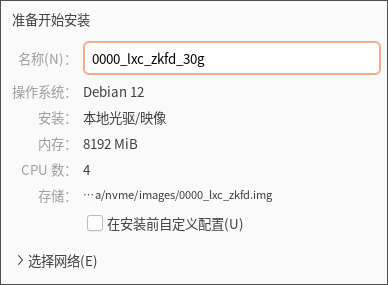 准备开始安装
名称(N)： 0000_lxc_zkfd_30g
操作系统： Debian 12
安装： 本地光驱/映像
内存： 8192 MiB
CPU 数： 4
存储： …a/nvme/images/0000_lxc_zkfd.img
在安装前自定义配置(U)
选择网络(E)